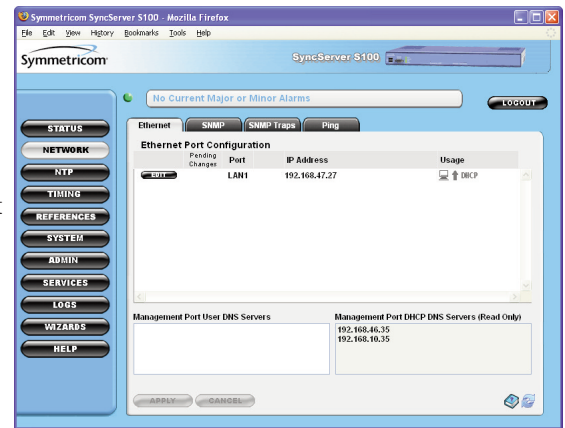 Symmetricom SyncServer S100 - Mozilla Firefox
File Edit View History Bookmarks Tools Help
Symmetricom
SyncServer S100
No Current Major or Minor Alarms
LOGOUT
STATUS
NETWORK
NTP
TIMING
REFERENCES
SYSTEM
ADMIN
SERVICES
LOGS
WIZARDS
HELP
Ethernet SNMP SNMP Traps Ping
Ethernet Port Configuration
Pending Changes Port IP Address Usage
EDIT LAN1 192.168.47.27 DHCP
Management Port User DNS Servers
Management Port DHCP DNS Servers (Read Only)
192.168.46.35
192.168.10.35
APPLY CANCEL